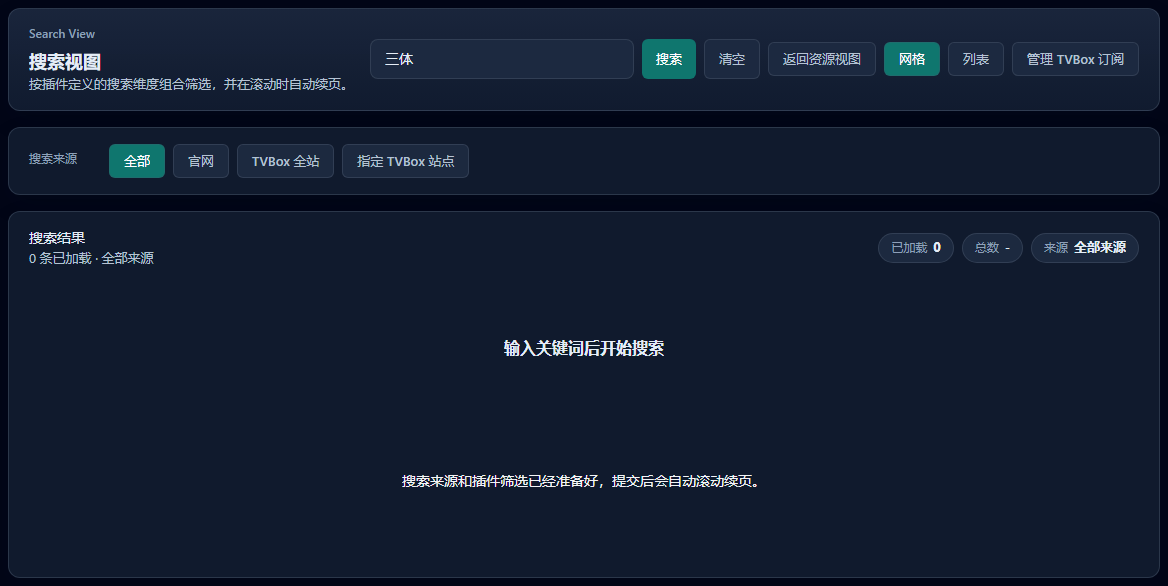 Search View
搜索视图
按插件定义的搜索维度组合筛选，并在滚动时自动续页。
三体 搜索 清空 返回资源视图 网格 列表 管理 TVBox 订阅
搜索来源 全部 官网 TVBox 全站 指定 TVBox 站点
搜索结果
0 条已加载 · 全部来源
已加载 0 总数 - 来源 全部来源
输入关键词后开始搜索
搜索来源和插件筛选已经准备好，提交后会自动滚动续页。